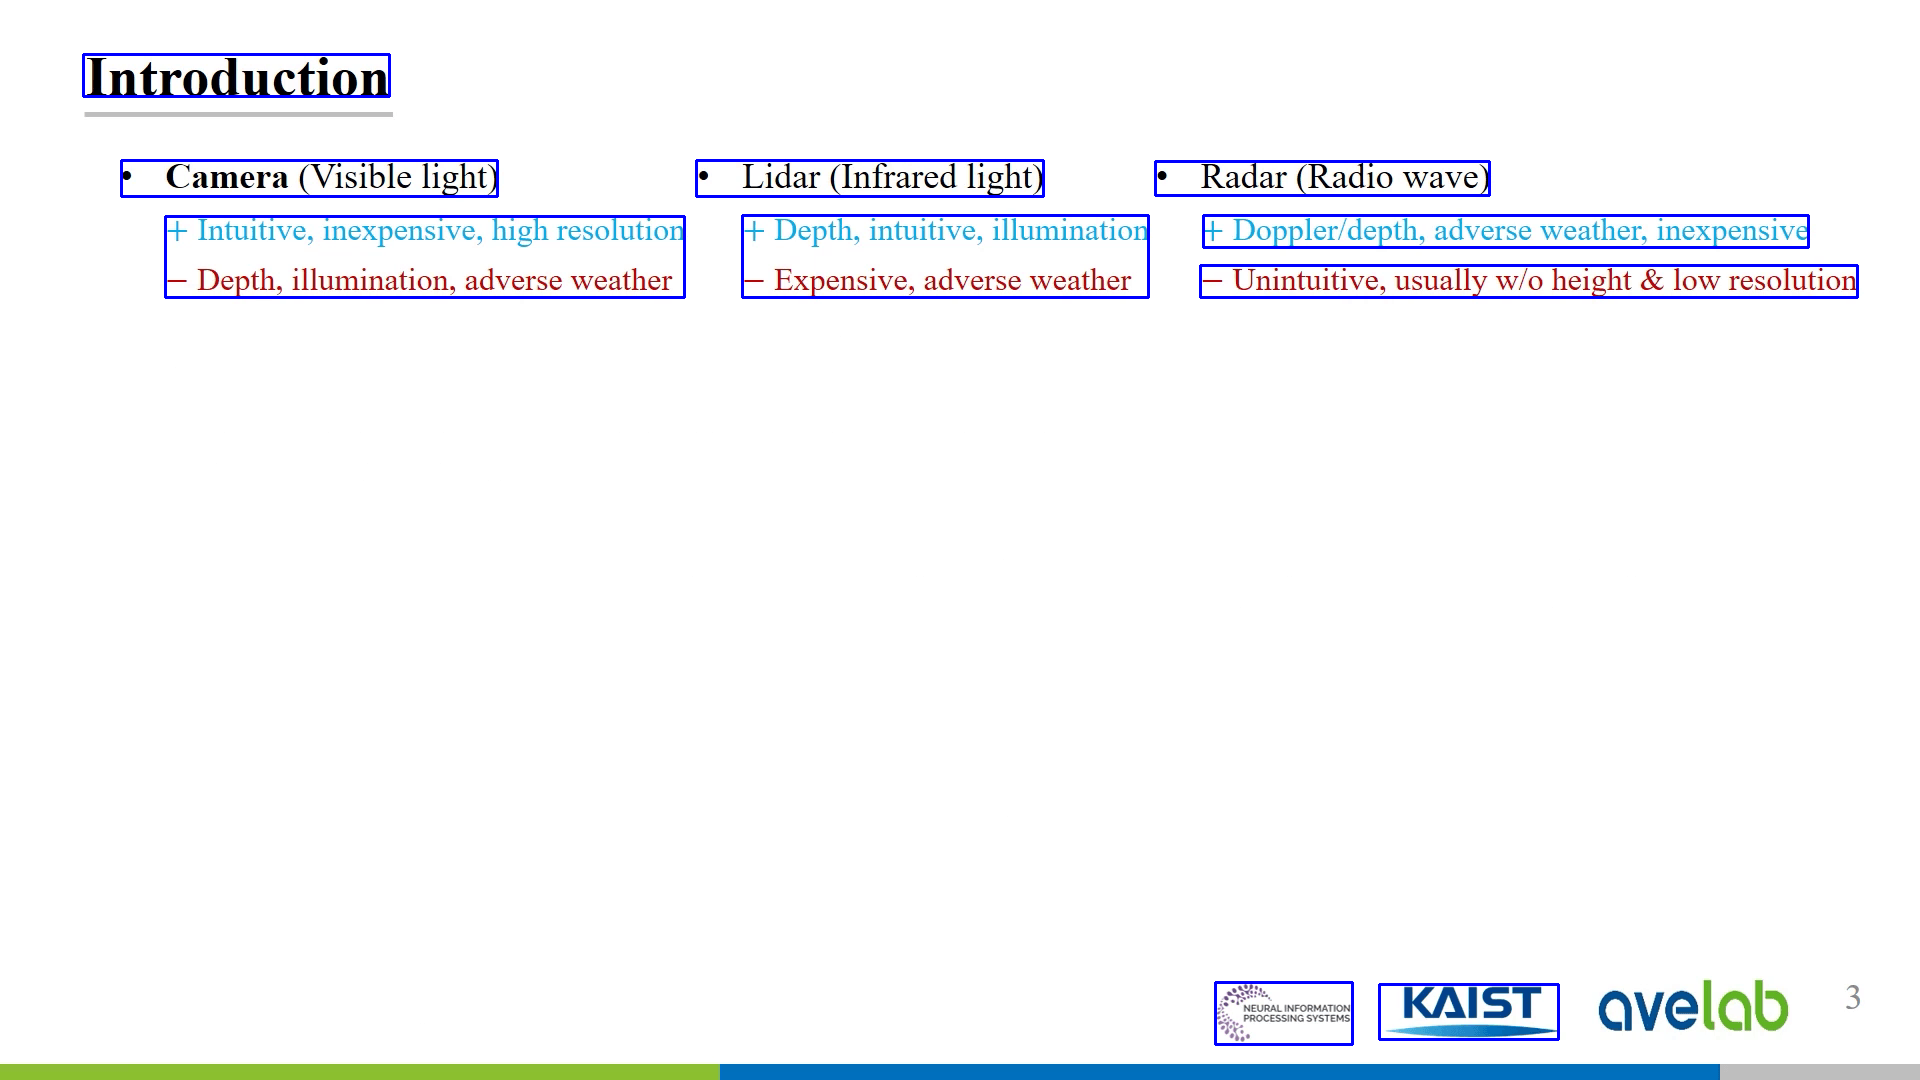 Introduction
• Camera (Visible light)
+ Intuitive, inexpensive, high resolution
− Depth, illumination, adverse weather
• Lidar (Infrared light)
+ Depth, intuitive, illumination
− Expensive, adverse weather
• Radar (Radio wave)
+ Doppler/depth, adverse weather, inexpensive
− Unintuitive, usually w/o height & low resolution
NEURAL INFORMATION
PROCESSING SYSTEMS
KAIST
avelab
3